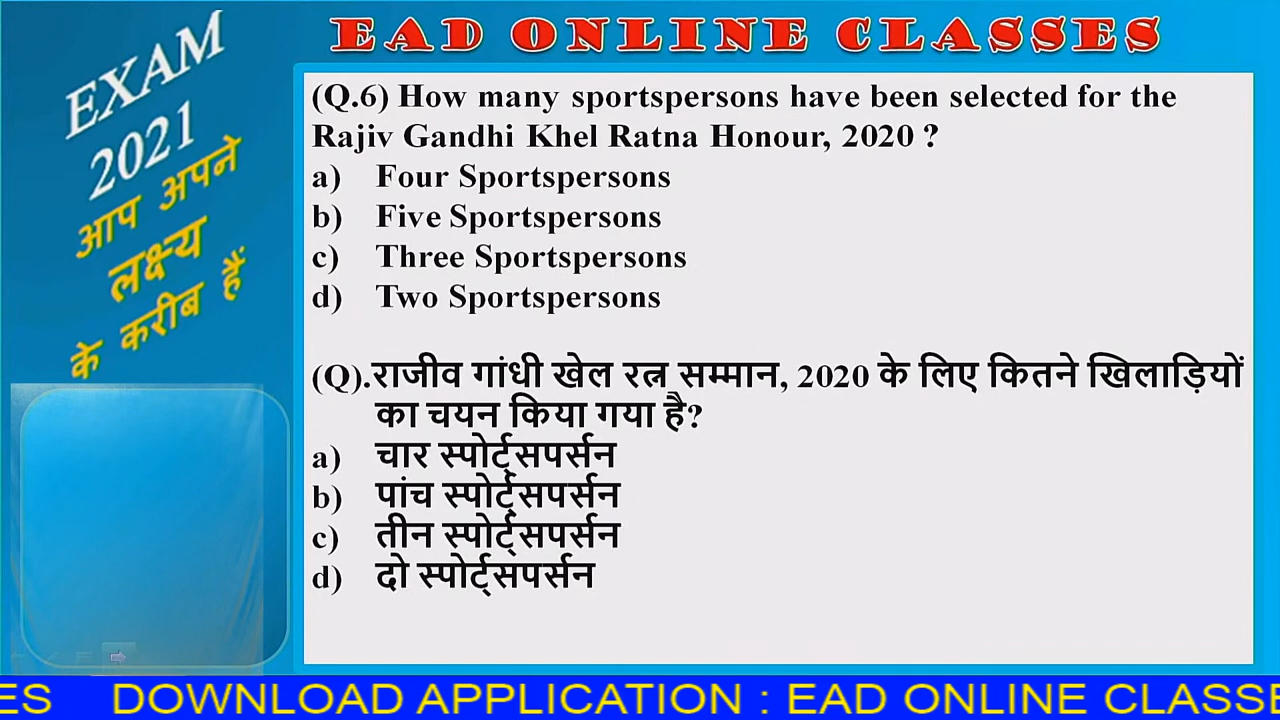 EAD ONLINE CLASSES
EXAM
2021
आप अपने
लक्ष्य
के करीब हैं
(Q.6) How many sportspersons have been selected for the
Rajiv Gandhi Khel Ratna Honour, 2020 ?
a) Four Sportspersons
b) Five Sportspersons
c) Three Sportspersons
d) Two Sportspersons
(Q).राजीव गांधी खेल रत्न सम्मान, 2020 के लिए कितने खिलाड़ियों
का चयन किया गया है?
a) चार स्पोर्ट्सपर्सन
b) पांच स्पोर्ट्सपर्सन
c) तीन स्पोर्ट्सपर्सन
d) दो स्पोर्ट्सपर्सन
ES DOWNLOAD APPLICATION : EAD ONLINE CLASSE